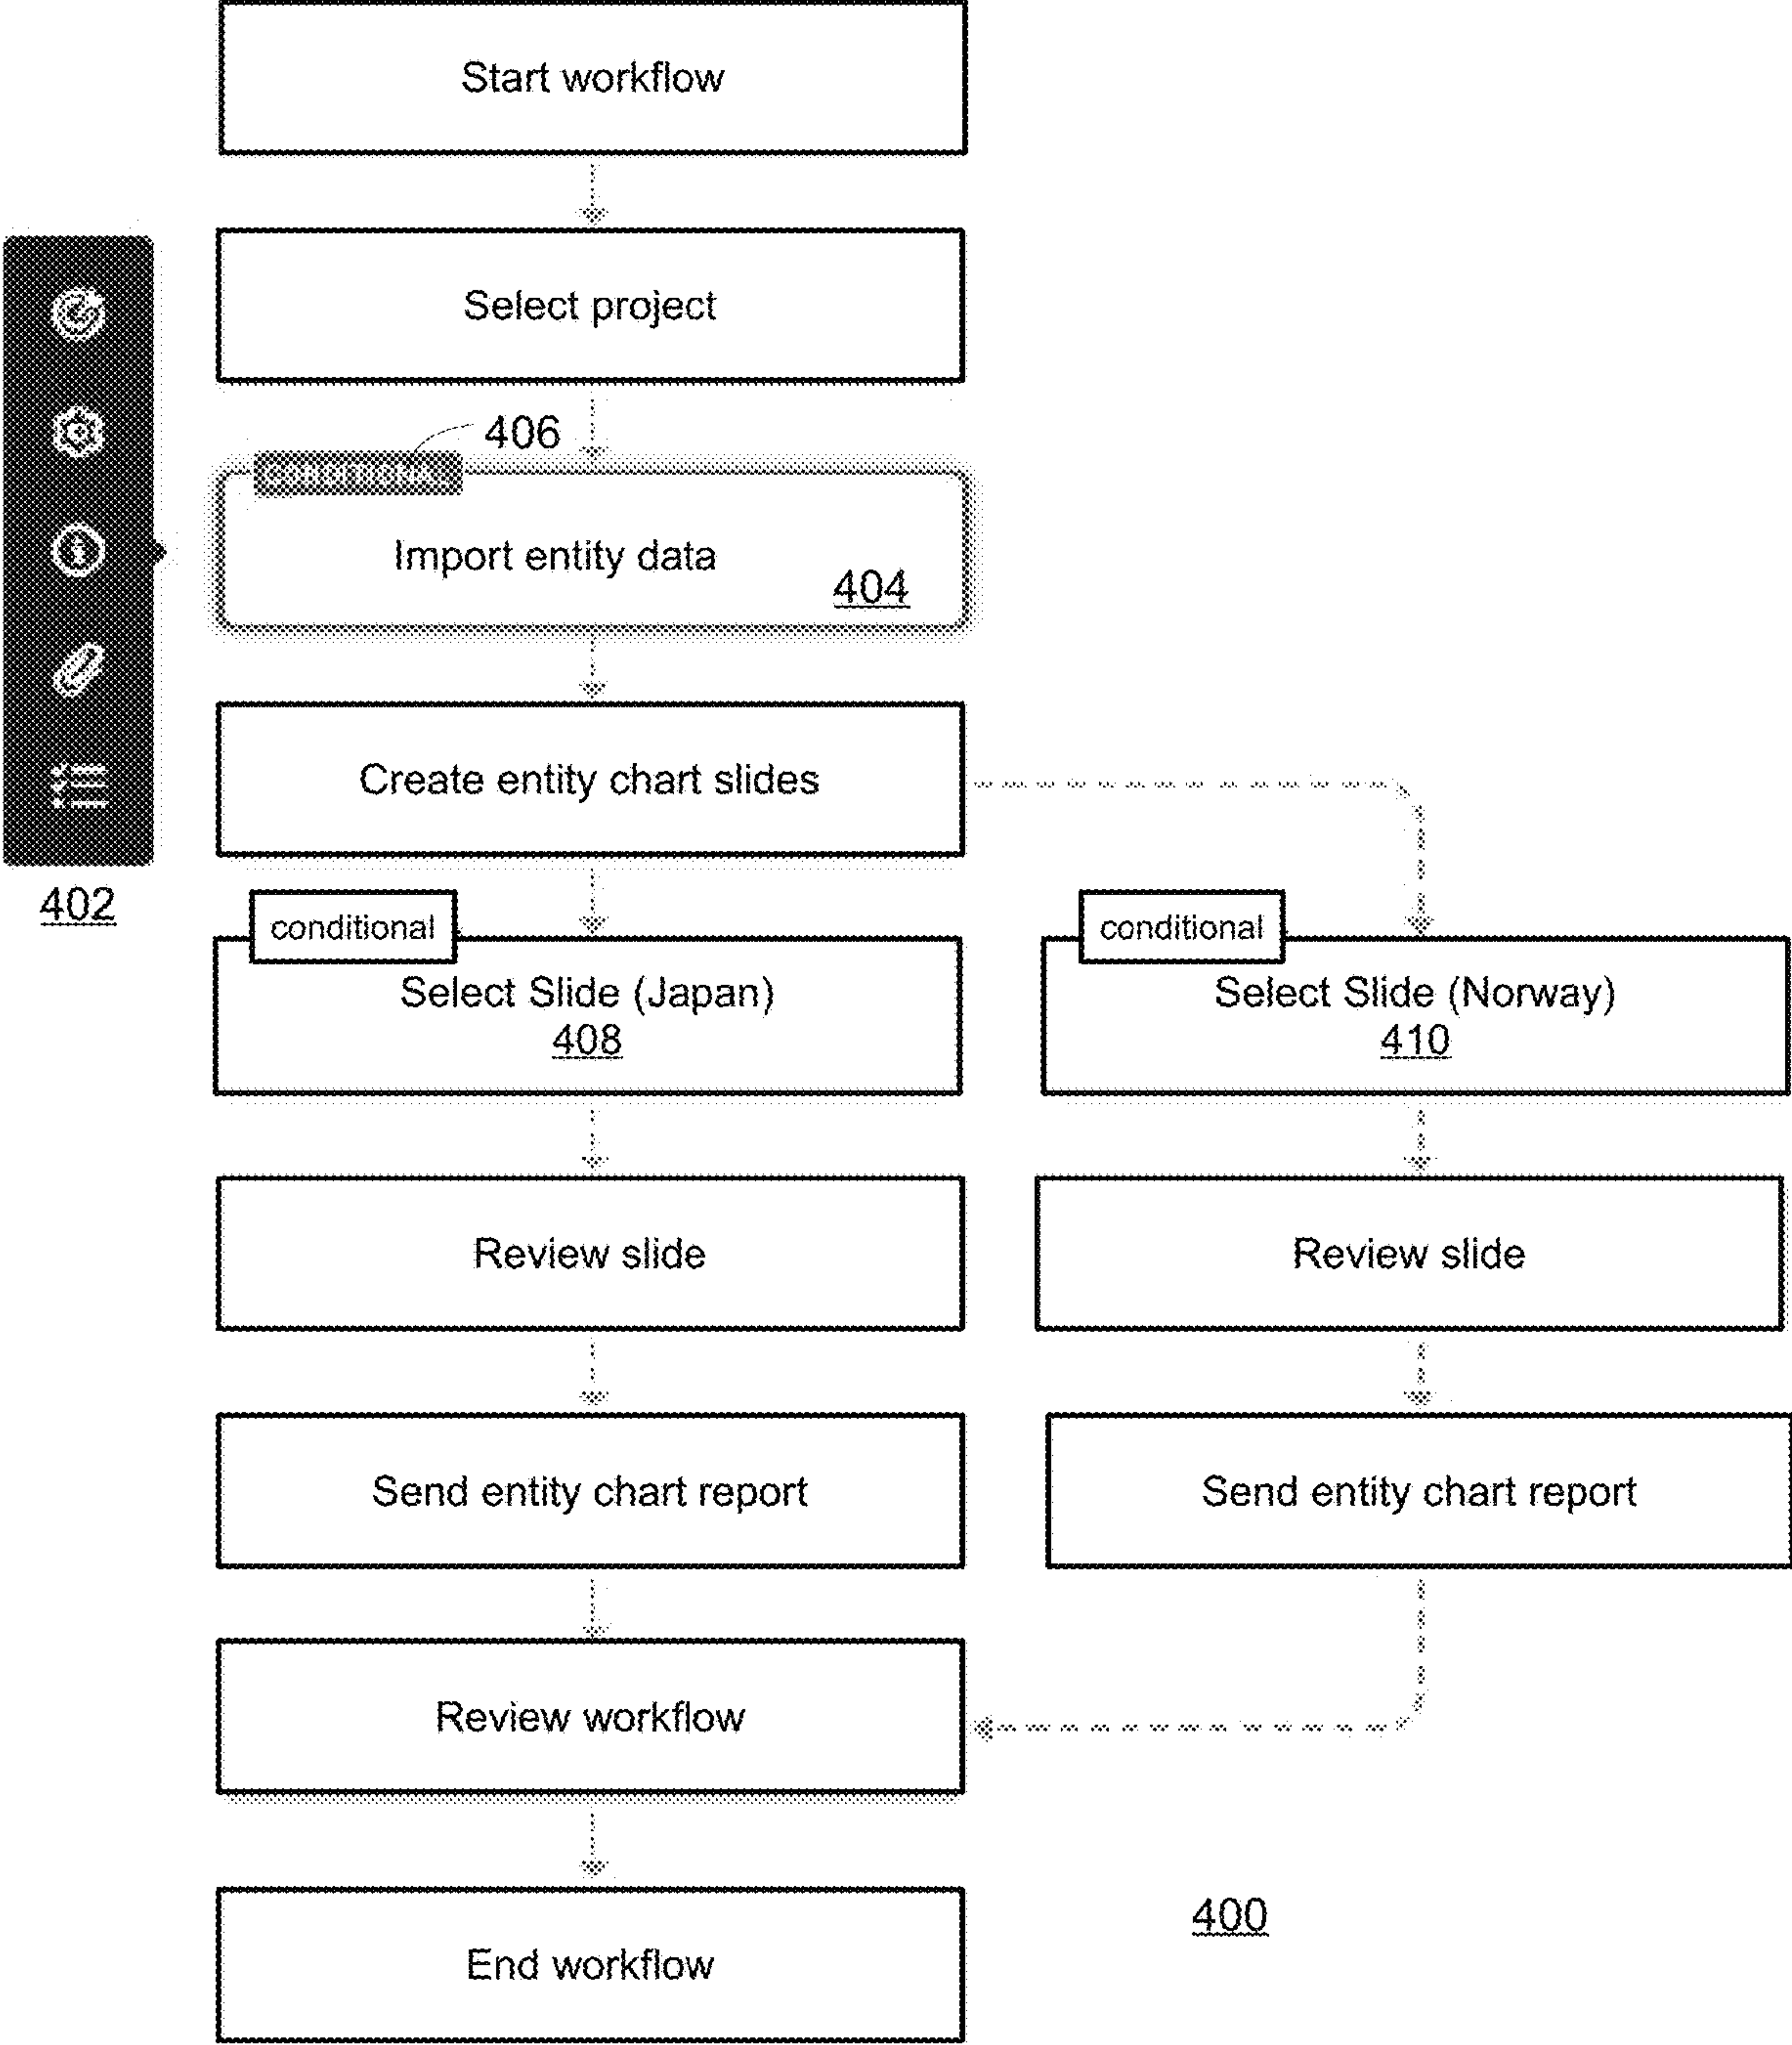 Start workflow
Select project
406
Import entity data
404
Create entity chart slides
402
conditional
conditional
Select Slide (Japan)
408
Select Slide (Norway)
410
Review slide
Review slide
Send entity chart report
Send entity chart report
Review workflow
400
End workflow